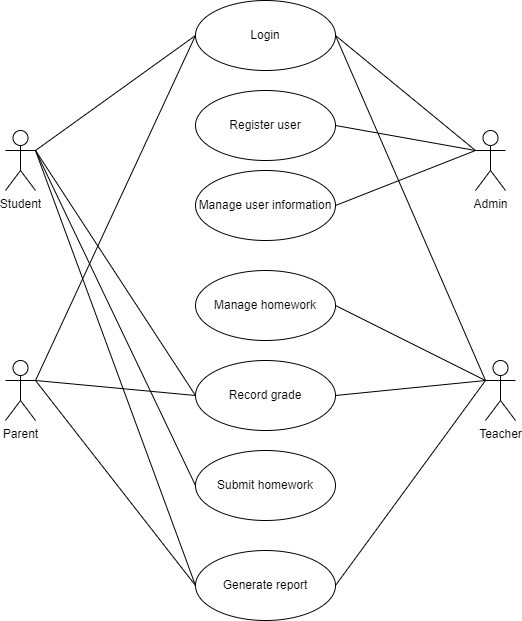 Login
Register user
Student
Manage user information
Admin
Manage homework
Record grade
Parent
Teacher
Submit homework
Generate report